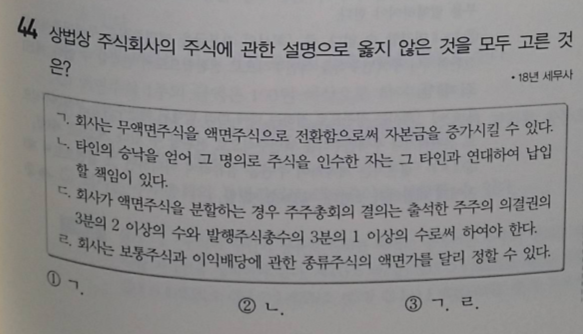 44 상법상 주식회사의 주식에 관한 설명으로 옳지 않은 것을 모두 고른 것
은?
• 18년 세무사
ㄱ. 회사는 무액면주식을 액면주식으로 전환함으로써 자본금을 증가시킬 수 있다.
ㄴ. 타인의 승낙을 얻어 그 명의로 주식을 인수한 자는 그 타인과 연대하여 납입
할 책임이 있다.
ㄷ. 회사가 액면주식을 분할하는 경우 주주총회의 결의는 출석한 주주의 의결권의
3분의 2 이상의 수와 발행주식총수의 3분의 1 이상의 수로써 하여야 한다.
ㄹ. 회사는 보통주식과 이익배당에 관한 종류주식의 액면가를 달리 정할 수 있다.
① ㄱ.
② ㄴ.
③ ㄱ, ㄹ.